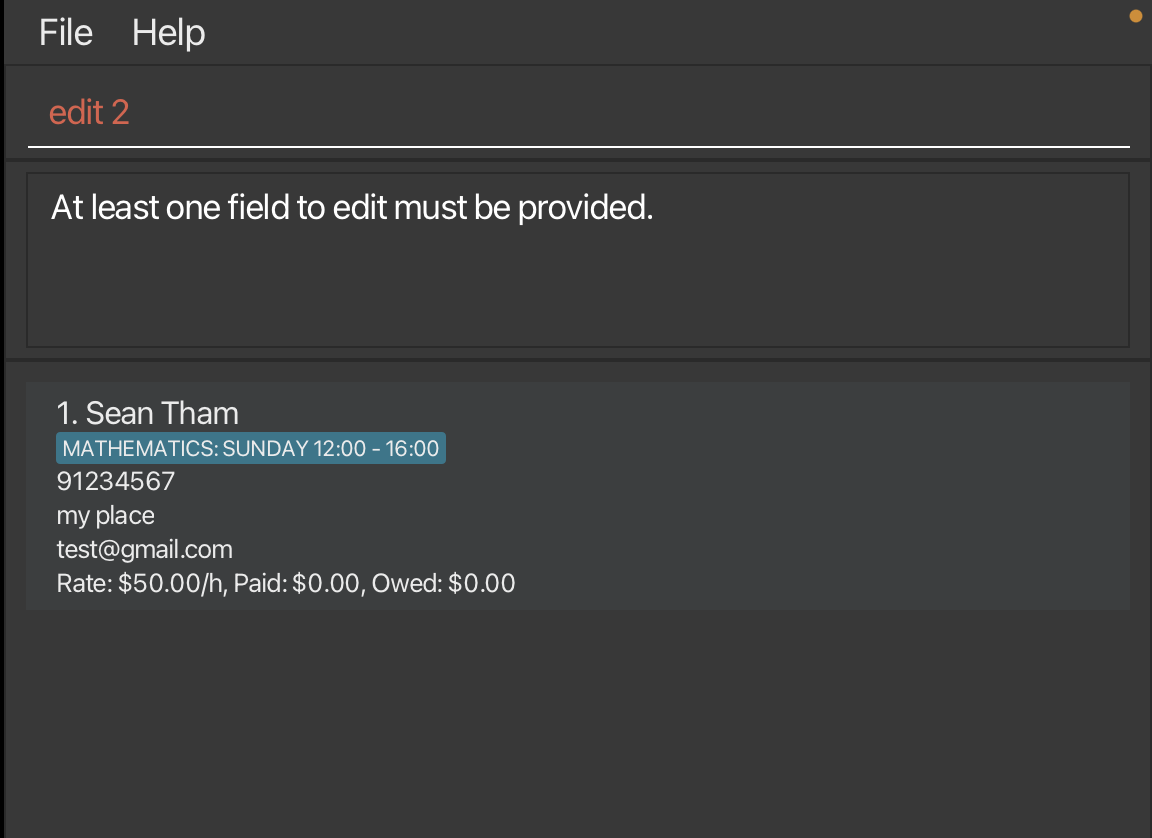 File Help
edit 2
At least one field to edit must be provided.
1. Sean Tham
MATHEMATICS: SUNDAY 12:00 - 16:00
91234567
my place
test@gmail.com
Rate: $50.00/h, Paid: $0.00, Owed: $0.00